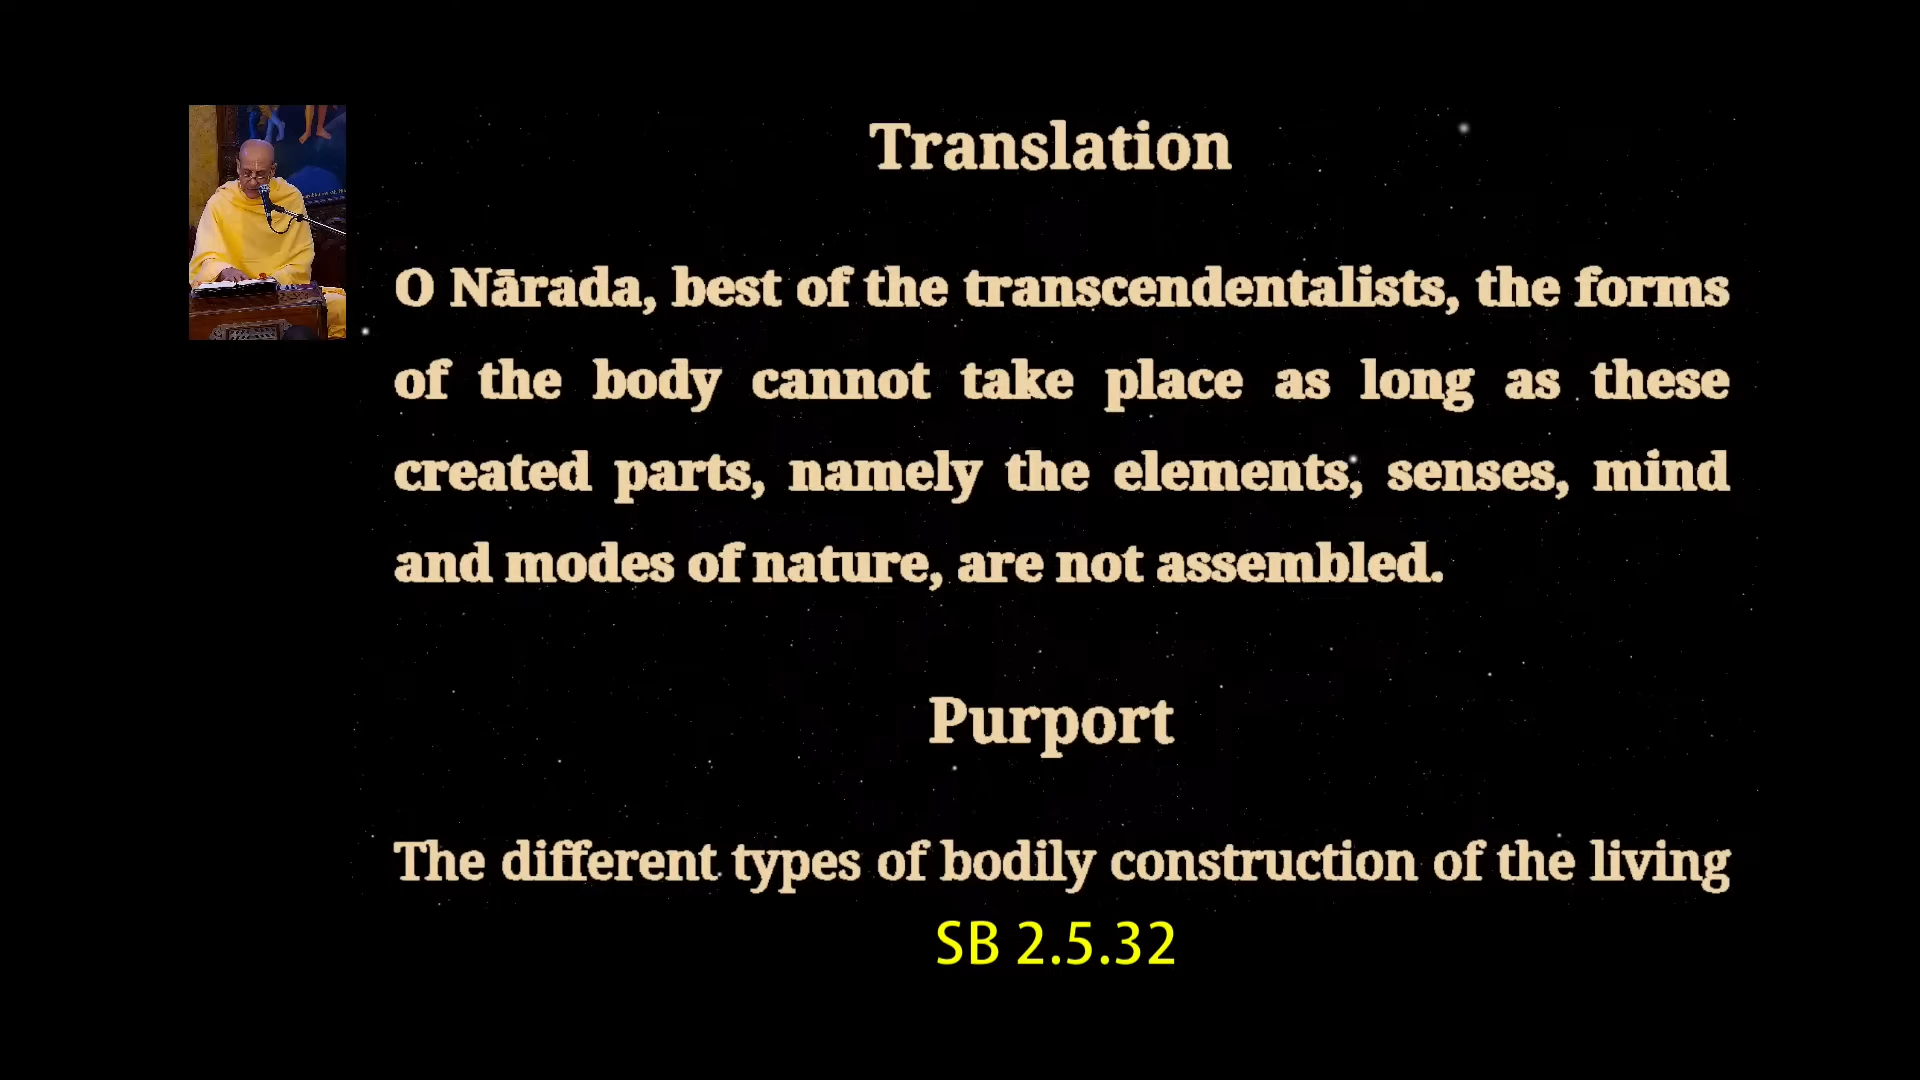 Translation
O Nārada, best of the transcendentalists, the forms
of the body cannot take place as long as these
created parts, namely the elements, senses, mind
and modes of nature, are not assembled.
Purport
The different types of bodily construction of the living
SB 2.5.32